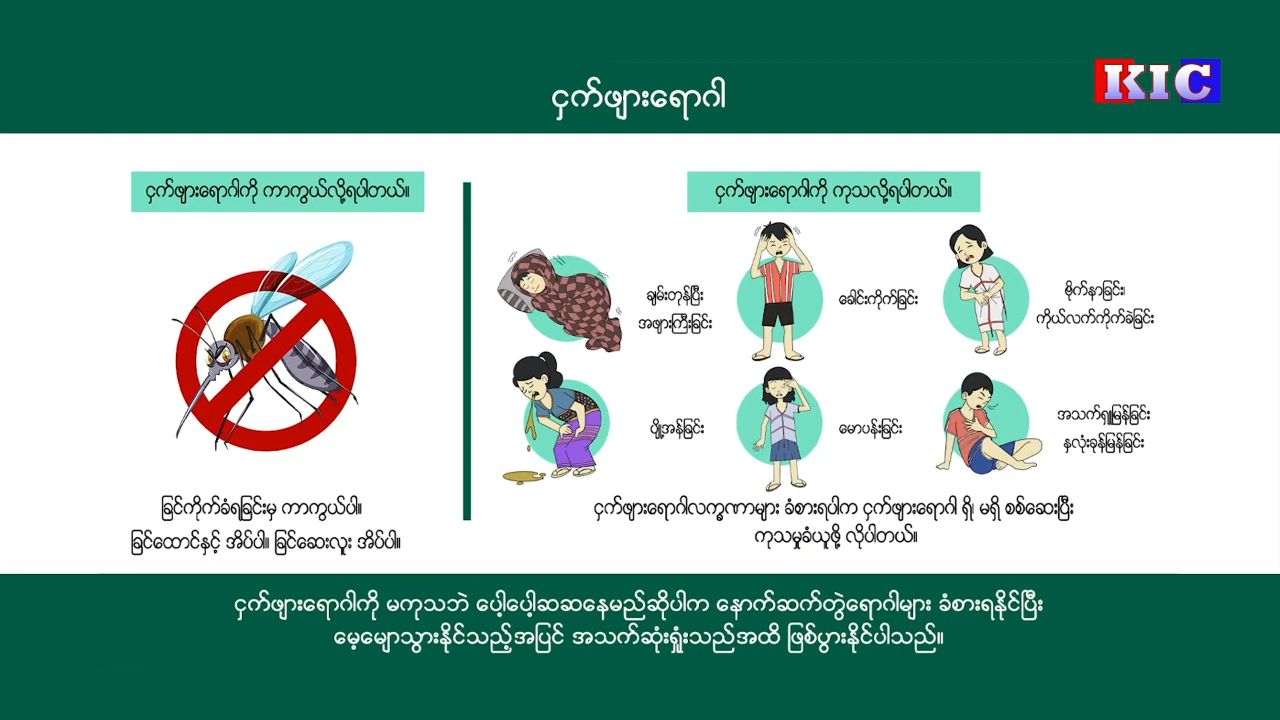 KIC
ငှက်ဖျားရောဂါ
ငှက်ဖျားရောဂါကို ကာကွယ်လို့ရပါတယ်။
ခြင်ကိုက်ခံရခြင်းမှ ကာကွယ်ပါ။
ခြင်ထောင်နှင့် အိပ်ပါ။ ခြင်ဆေးလူး အိပ်ပါ။
ငှက်ဖျားရောဂါကို ကုသလို့ရပါတယ်။
ချမ်းတုန်ပြီး
အဖျားကြီးခြင်း
ခေါင်းကိုက်ခြင်း
ဗိုက်နာခြင်း၊
ကိုယ်လက်ကိုက်ခဲခြင်း
ပျို့အန်ခြင်း
မောပန်းခြင်း
အသက်ရှူမြန်ခြင်း
နှလုံးခုန်မြန်ခြင်း
ငှက်ဖျားရောဂါလက္ခဏာများ ခံစားရပါက ငှက်ဖျားရောဂါ ရှိ၊ မရှိ စစ်ဆေးပြီး
ကုသမှုခံယူဖို့ လိုပါတယ်။
ငှက်ဖျားရောဂါကို မကုသဘဲ ပေါ့ပေါ့ဆဆနေမည်ဆိုပါက နောက်ဆက်တွဲရောဂါများ ခံစားရနိုင်ပြီး
မေ့မျောသွားနိုင်သည့်အပြင် အသက်ဆုံးရှုံးသည်အထိ ဖြစ်ပွားနိုင်ပါသည်။